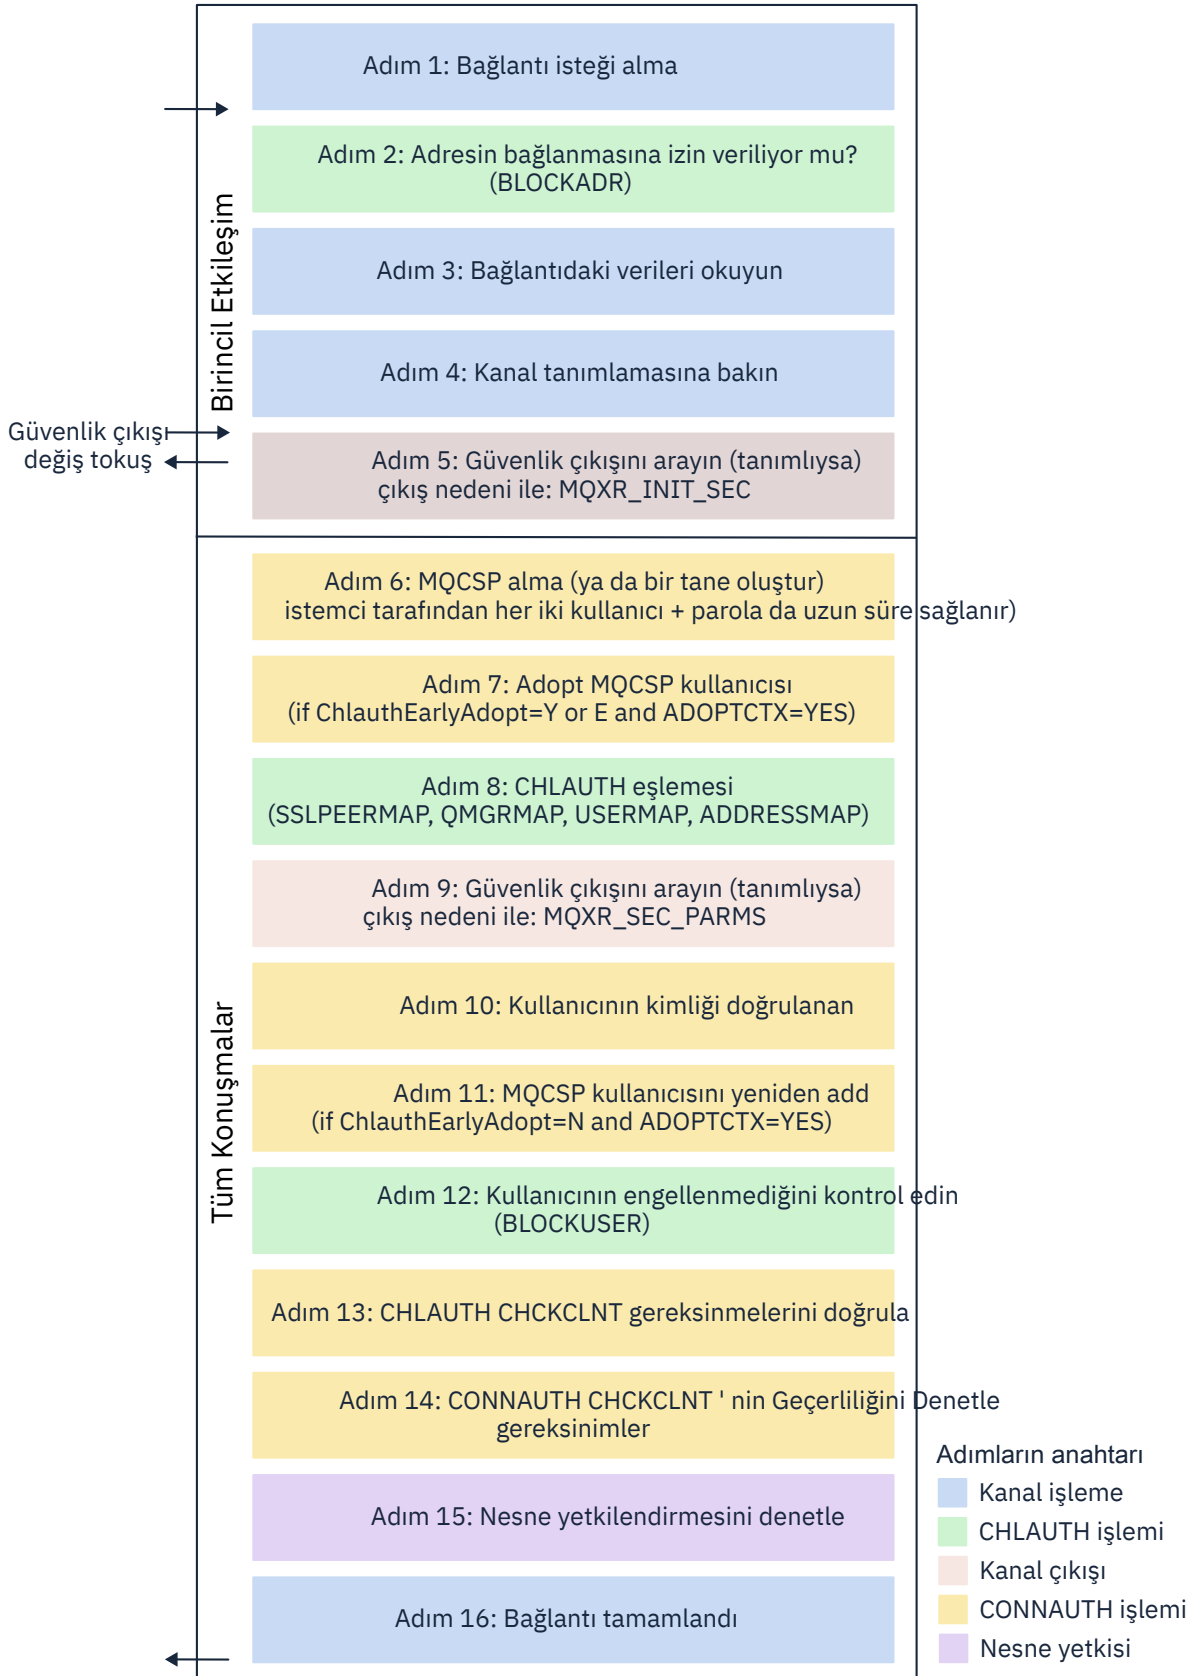 Adım 1: Bağlantı isteği alma
Adım 2: Adresin bağlanmasına izin veriliyor mu?
(BLOCKADR)
Birincil Etkileşim
Adım 3: Bağlantıdaki verileri okuyun
Adım 4: Kanal tanımlamasına bakın
Güvenlik çıkışı
değiş tokuş
Adım 5: Güvenlik çıkışını arayın (tanımlıysa)
çıkış nedeni ile: MQXR_INIT_SEC
Adım 6: MQCSP alma (ya da bir tane oluştur)
istemci tarafından her iki kullanıcı + parola da uzun süre sağlanır)
Adım 7: Adopt MQCSP kullanıcısı
(if ChlauthEarlyAdopt=Y or E and ADOPTCTX=YES)
Adım 8: CHLAUTH eşlemesi
(SSLPEERMAP, QMGRMAP, USERMAP, ADDRESSMAP)
Adım 9: Güvenlik çıkışını arayın (tanımlıysa)
çıkış nedeni ile: MQXR_SEC_PARMS
Tüm Konuşmalar
Adım 10: Kullanıcının kimliği doğrulanan
Adım 11: MQCSP kullanıcısını yeniden add
(if ChlauthEarlyAdopt=N and ADOPTCTX=YES)
Adım 12: Kullanıcının engellenmediğini kontrol edin
(BLOCKUSER)
Adım 13: CHLAUTH CHCKCLNT gereksinmelerini doğrula
Adım 14: CONNAUTH CHCKCLNT ' nin Geçerliliğini Denetle
gereksinimler
Adım 15: Nesne yetkilendirmesini denetle
Adım 16: Bağlantı tamamlandı
Adımların anahtarı
Kanal işleme
CHLAUTH işlemi
Kanal çıkışı
CONNAUTH işlemi
Nesne yetkisi